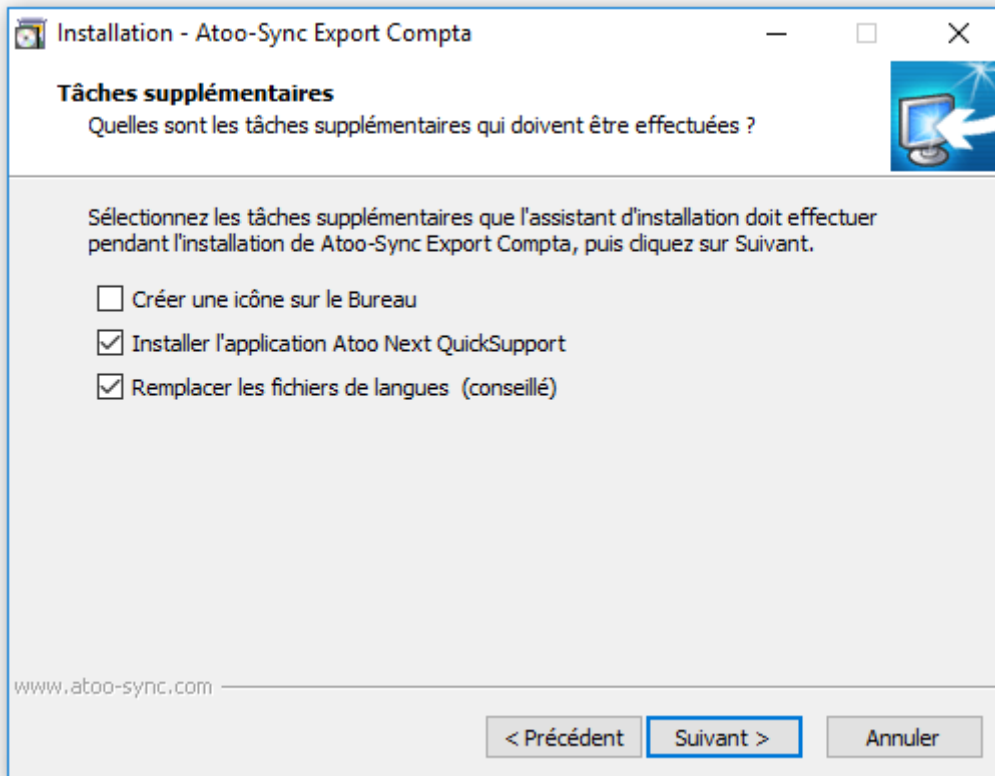 Installation - Atoo-Sync Export Compta
Tâches supplémentaires
Quelles sont les tâches supplémentaires qui doivent être effectuées ?
Sélectionnez les tâches supplémentaires que l'assistant d'installation doit effectuer
pendant l'installation de Atoo-Sync Export Compta, puis cliquez sur Suivant.
Créer une icône sur le Bureau
Installer l'application Atoo Next QuickSupport
Remplacer les fichiers de langues  (conseillé)
www.atoo-sync.com
< Précédent
Suivant >
Annuler